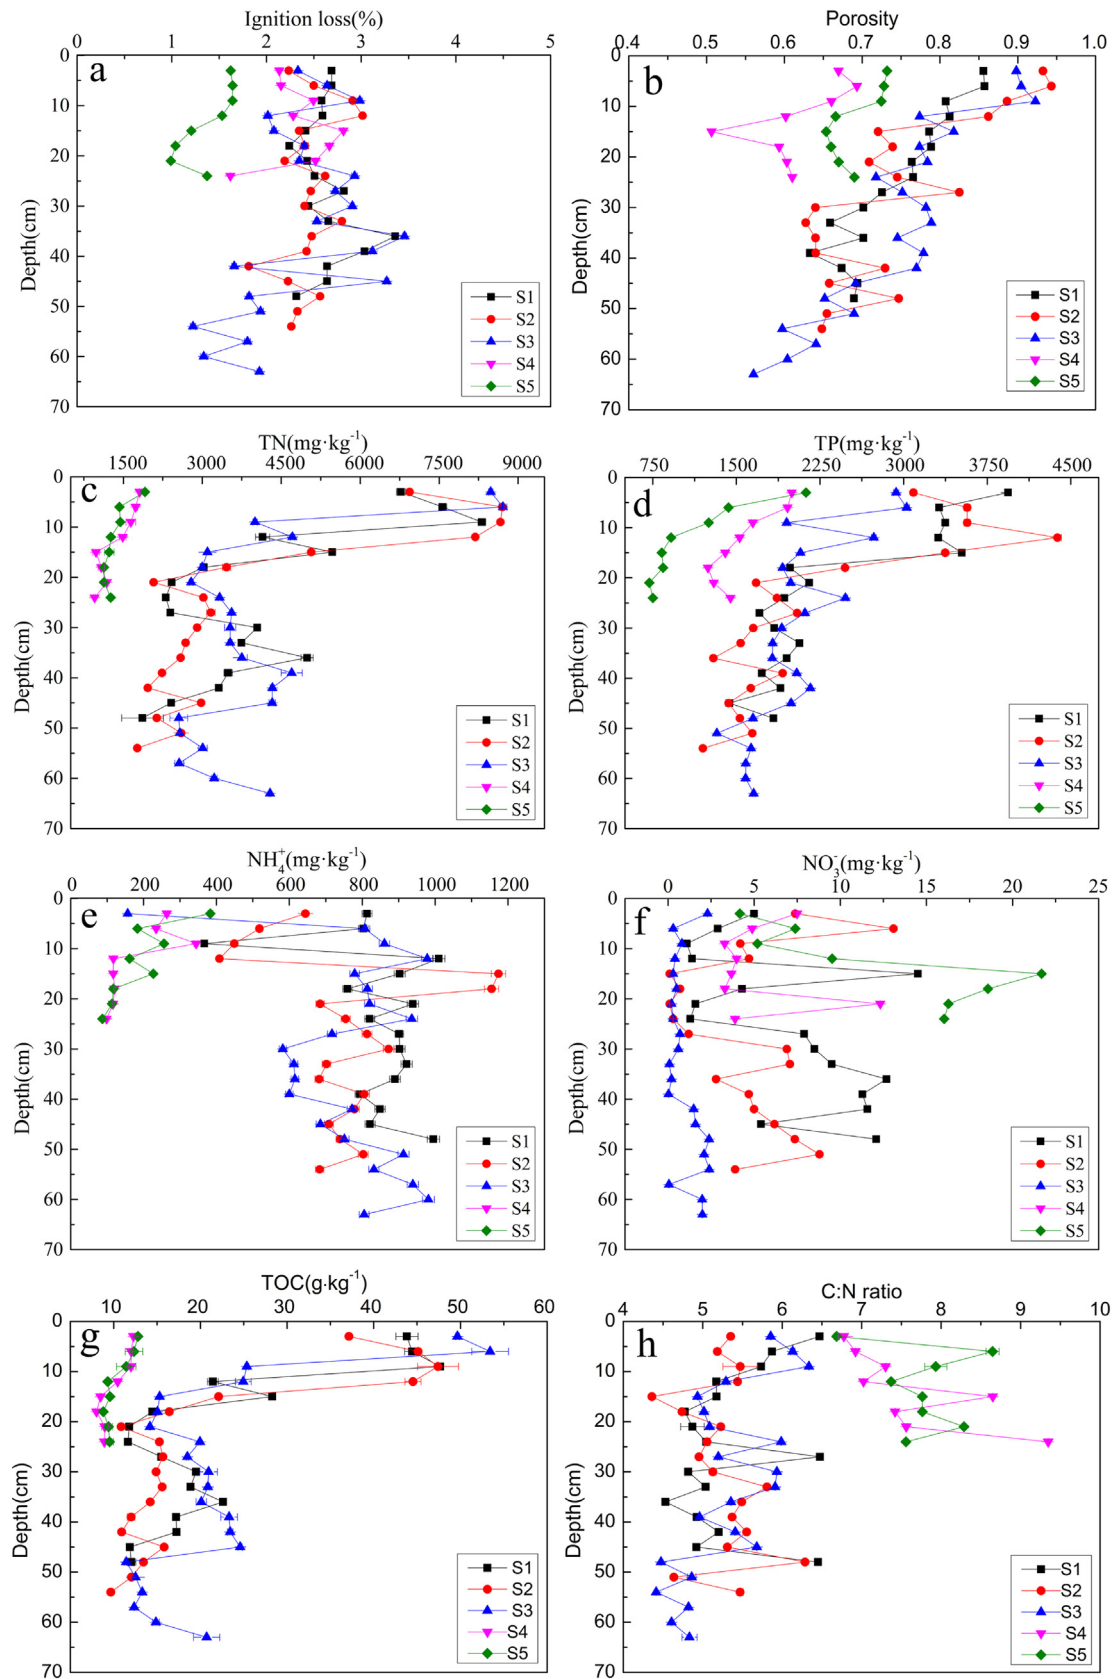 Ignition loss(%)
0 1 2 3 4 5
a
0
10
20
30
40
50
60
70
Depth(cm)
S1
S2
S3
S4
S5
Porosity
0.4 0.5 0.6 0.7 0.8 0.9 1.0
b
0
10
20
30
40
50
60
70
Depth(cm)
S1
S2
S3
S4
S5
TN(mg·kg⁻¹)
1500 3000 4500 6000 7500 9000
c
0
10
20
30
40
50
60
70
Depth(cm)
S1
S2
S3
S4
S5
TP(mg·kg⁻¹)
750 1500 2250 3000 3750 4500
d
0
10
20
30
40
50
60
70
Depth(cm)
S1
S2
S3
S4
S5
NH₄⁺(mg·kg⁻¹)
0 200 400 600 800 1000 1200
e
0
10
20
30
40
50
60
70
Depth(cm)
S1
S2
S3
S4
S5
NO₃⁻(mg·kg⁻¹)
0 5 10 15 20 25
f
0
10
20
30
40
50
60
70
Depth(cm)
S1
S2
S3
S4
S5
TOC(g·kg⁻¹)
10 20 30 40 50 60
g
0
10
20
30
40
50
60
70
Depth(cm)
S1
S2
S3
S4
S5
C:N ratio
4 5 6 7 8 9 10
h
0
10
20
30
40
50
60
70
Depth(cm)
S1
S2
S3
S4
S5